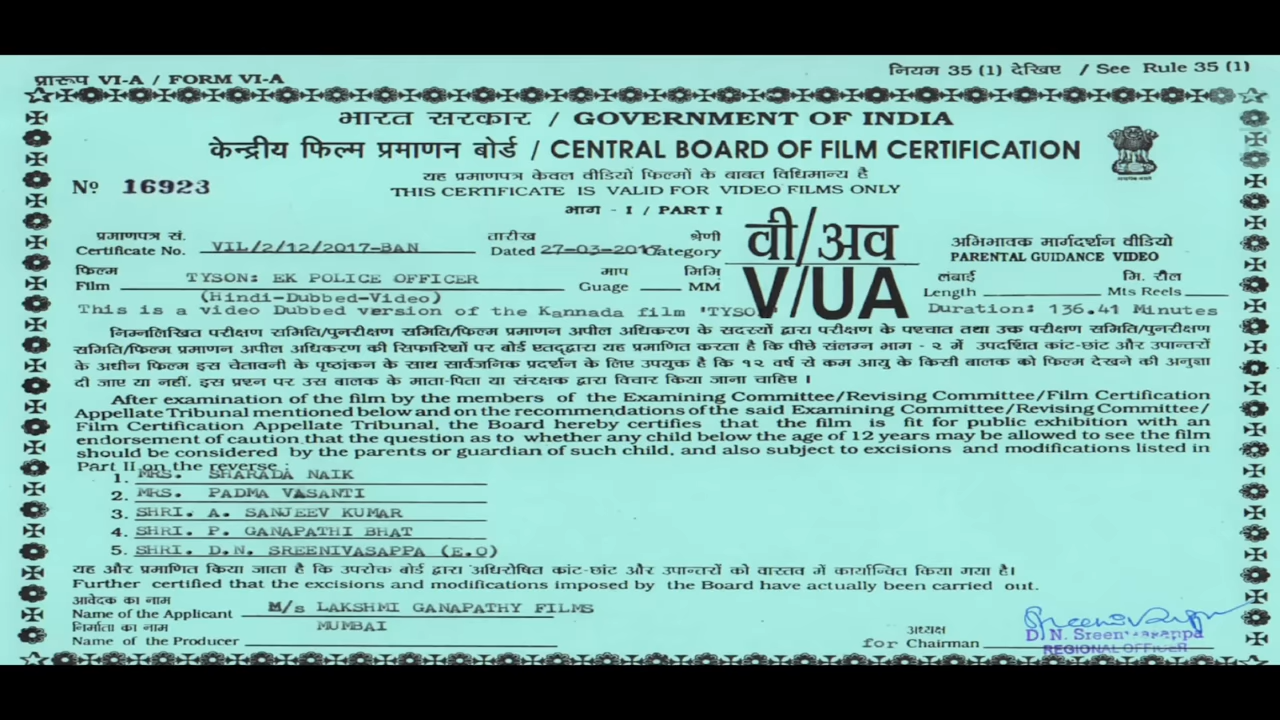 प्रारूप VI-A / FORM VI-A
नियम 35 (1) देखिए / See Rule 35 (1)
भारत सरकार / GOVERNMENT OF INDIA
केन्द्रीय फिल्म प्रमाणन बोर्ड / CENTRAL BOARD OF FILM CERTIFICATION
यह प्रमाणपत्र केवल वीडियो फिल्मों के बाबत विधिमान्य है
Nº 16923
THIS CERTIFICATE IS VALID FOR VIDEO FILMS ONLY
भाग - I / PART I
प्रमाणपत्र सं. तारीख श्रेणी वी/अव अभिभावक मार्गदर्शन वीडियो
Certificate No. VIL/2/12/2017-BAN Dated 27-03-2017 Category V/UA PARENTAL GUIDANCE VIDEO
फिल्म माप मिमि लंबाई मि. रील
Film TYSON: EK POLICE OFFICER Guage MM Length Mts Reels
(Hindi-Dubbed-Video)
This is a video Dubbed version of the Kannada film 'TYSO Duration: 136.41 Minutes
निम्नलिखित परीक्षण समिति/पुनरीक्षण समिति/फिल्म प्रमाणन अपील अधिकरण के सदस्यों द्वारा परीक्षण के पश्चात तथा उक्त परीक्षण समिति/पुनरीक्षण
समिति/फिल्म प्रमाणन अपील अधिकरण की सिफारिशों पर बोर्ड एतद्द्वारा यह प्रमाणित करता है कि पीछे संलग्न भाग - २ में उपदर्शित कांट-छांट और उपान्तरों
के अधीन फिल्म इस चेतावनी के पृष्ठांकन के साथ सार्वजनिक प्रदर्शन के लिए उपयुक्त है कि १२ वर्ष से कम आयु के किसी बालक को फिल्म देखने की अनुज्ञा
दी जाए या नहीं, इस प्रश्न पर उस बालक के माता-पिता या संरक्षक द्वारा विचार किया जाना चाहिए।
After examination of the film by the members of the Examining Committee/Revising Committee/Film Certification
Appellate Tribunal mentioned below and on the recommendations of the said Examining Committee/Revising Committee/
Film Certification Appellate Tribunal, the Board hereby certifies that the film is fit for public exhibition with an
endorsement of caution that the question as to whether any child below the age of 12 years may be allowed to see the film
should be considered by the parents or guardian of such child, and also subject to excisions and modifications listed in
Part II on the reverse :
1. MRS. SHARADA NAIK
2. MRS. PADMA VASANTI
3. SHRI. A. SANJEEV KUMAR
4. SHRI. P. GANAPATHI BHAT
5. SHRI. D.N. SREENIVASAPPA (E.O)
यह और प्रमाणित किया जाता है कि उपरोक्त बोर्ड द्वारा अधिरोपित कांट-छांट और उपान्तरों को वास्तव में कार्यान्वित किया गया है।
Further certified that the excisions and modifications imposed by the Board have actually been carried out.
आवेदक का नाम
Name of the Applicant M/s LAKSHMI GANAPATHY FILMS
निर्माता का नाम MUMBAI अध्यक्ष D. N. Sreenivasappa
Name of the Producer for Chairman REGIONAL OFFICER